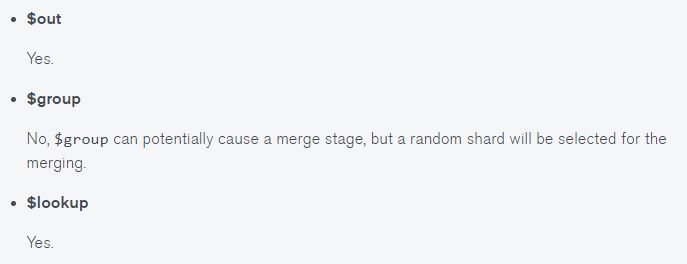 $out
Yes.
$group
No, $group can potentially cause a merge stage, but a random shard will be selected for the
merging.
$lookup
Yes.